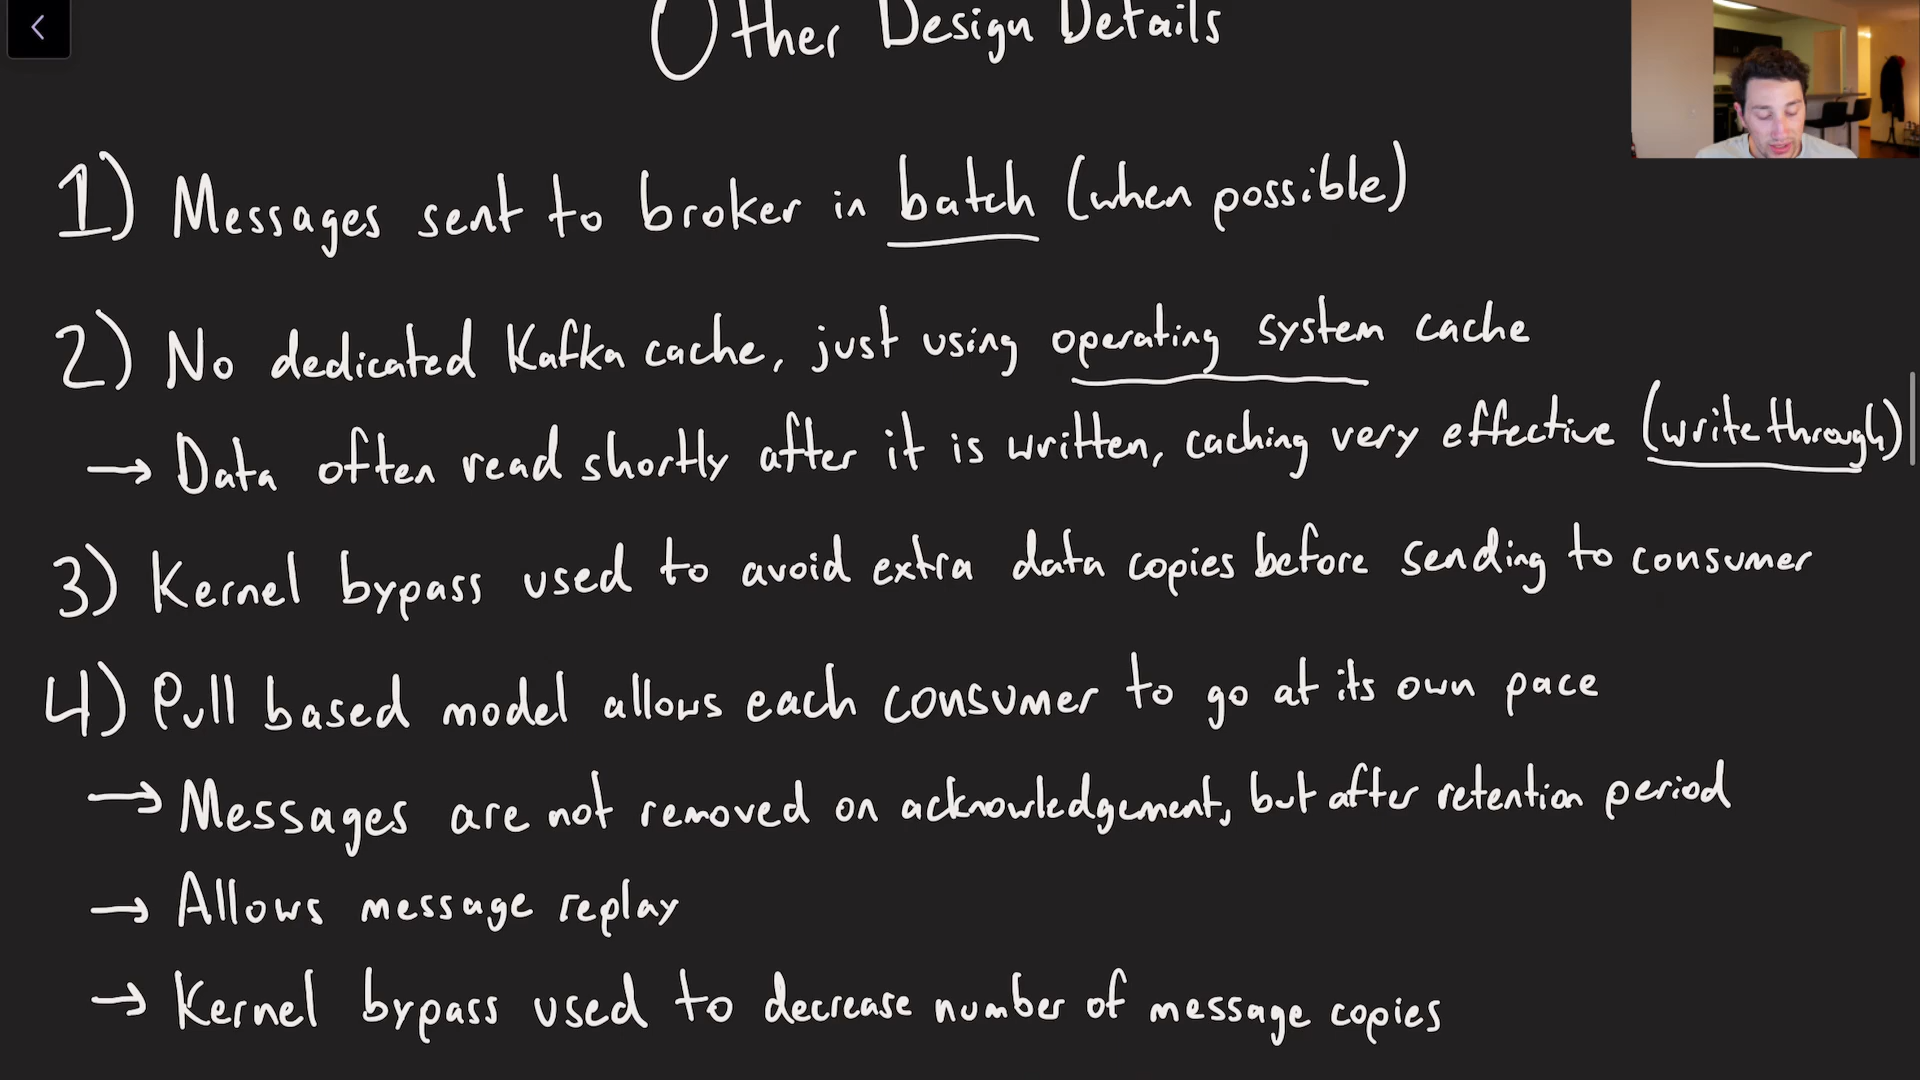 Other Design Details
1) Messages sent to broker in batch (when possible)
2) No dedicated Kafka cache, just using operating system cache
→ Data often read shortly after it is written, caching very effective (write through)
3) Kernel bypass used to avoid extra data copies before sending to consumer
4) Pull based model allows each consumer to go at its own pace
→ Messages are not removed on acknowledgement, but after retention period
→ Allows message replay
→ Kernel bypass used to decrease number of message copies